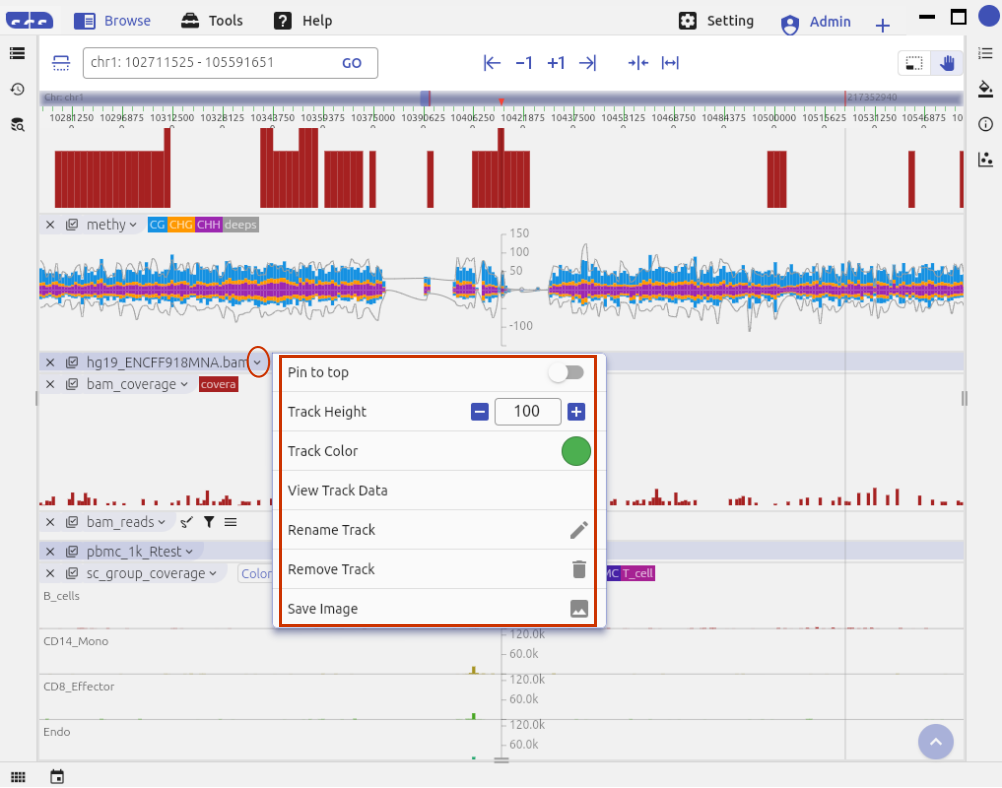 Browse Tools Help Setting Admin
chr1: 102711525 - 105591651 GO
−1 +1
Chr: chr1 217352940
10281250 10296875 10312500 10328125 10343750 10359375 10375000 10390625 10406250 10421875 10437500 10453125 10468750 10484375 10500000 10515625 10531250 10546875 10
methy CG CHG CHH deeps
150
100
50
-100
hg19_ENCFF918MNA.bam
bam_coverage covera
Pin to top
Track Height 100
Track Color
View Track Data
Rename Track
Remove Track
Save Image
bam_reads
pbmc_1k_Rtest
sc_group_coverage Color MC T_cell
B_cells
120.0k
CD14_Mono
60.0k
120.0k
CD8_Effector
60.0k
120.0k
Endo
60.0k